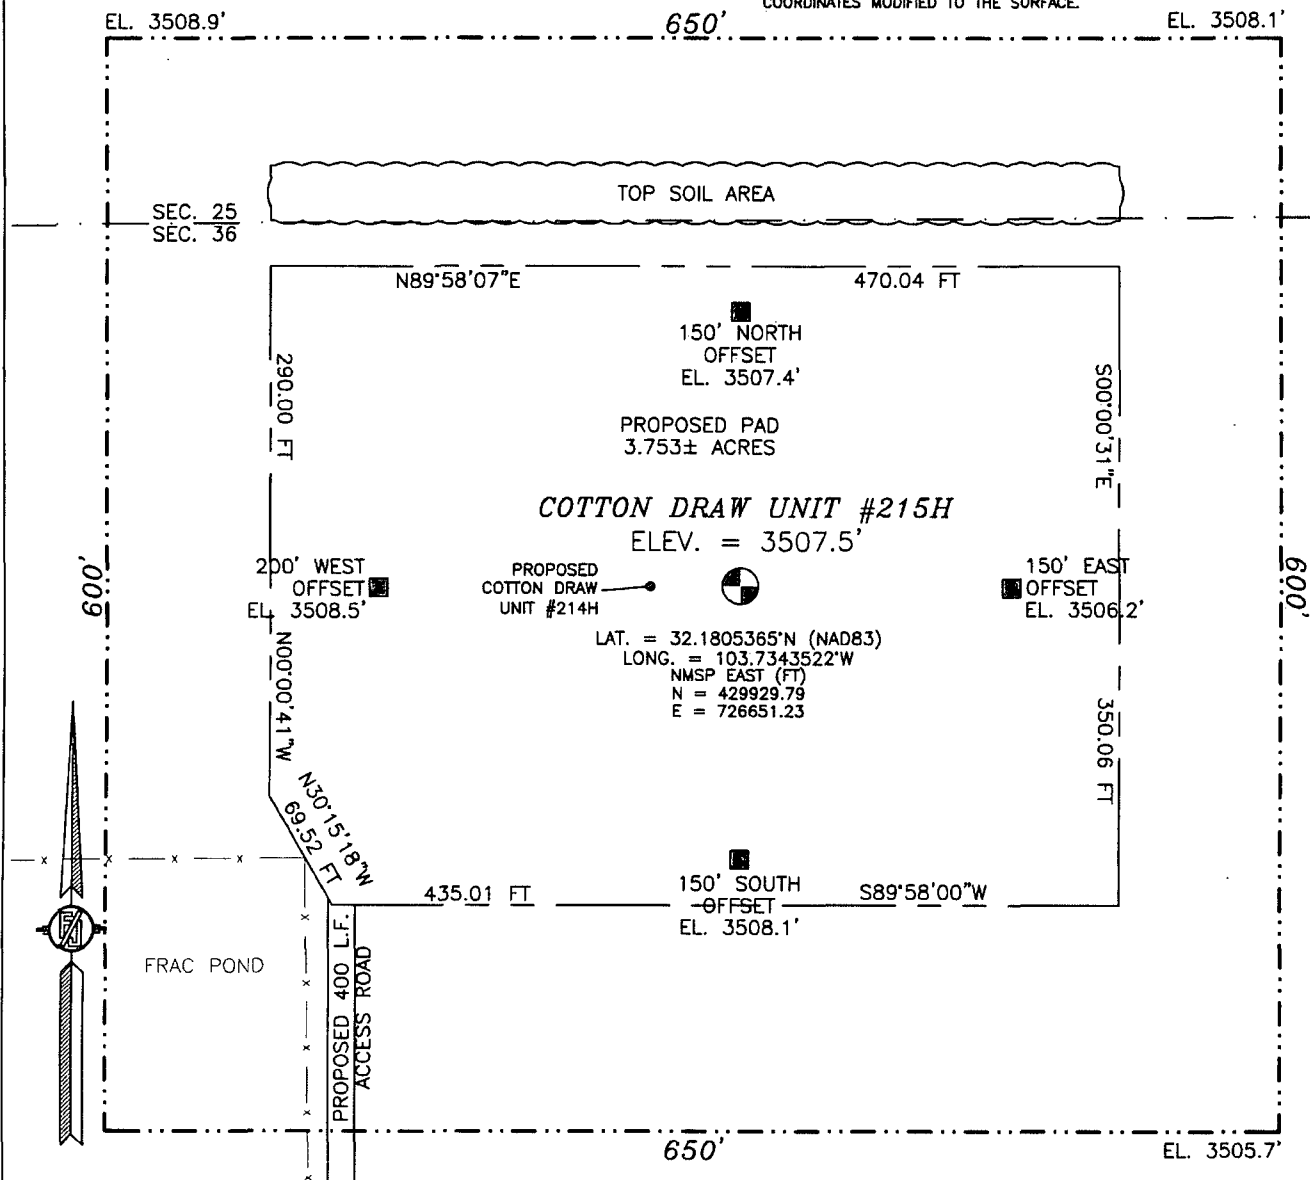 COORDINATES MODIFIED TO THE SURFACE.
EL. 3508.9'
650'
EL. 3508.1'
TOP SOIL AREA
SEC. 25
SEC. 36
N89°58'07"E
470.04 FT
150' NORTH
OFFSET
EL. 3507.4'
290.00 FT
S00°00'31"E
PROPOSED PAD
3.753± ACRES
COTTON DRAW UNIT #215H
ELEV. = 3507.5'
600'
200' WEST
OFFSET
EL. 3508.5'
PROPOSED
COTTON DRAW
UNIT #214H
150' EAST
OFFSET
EL. 3506.2'
600'
LAT. = 32.1805365°N (NAD83)
LONG. = 103.7343522°W
NMSP EAST (FT)
N = 429929.79
E = 726651.23
N00°00'41"W
350.06 FT
N30°15'18"W
69.52 FT
435.01 FT
150' SOUTH
OFFSET
EL. 3508.1'
S89°58'00"W
FRAC POND
PROPOSED 400 L.F.
ACCESS ROAD
650'
EL. 3505.7'